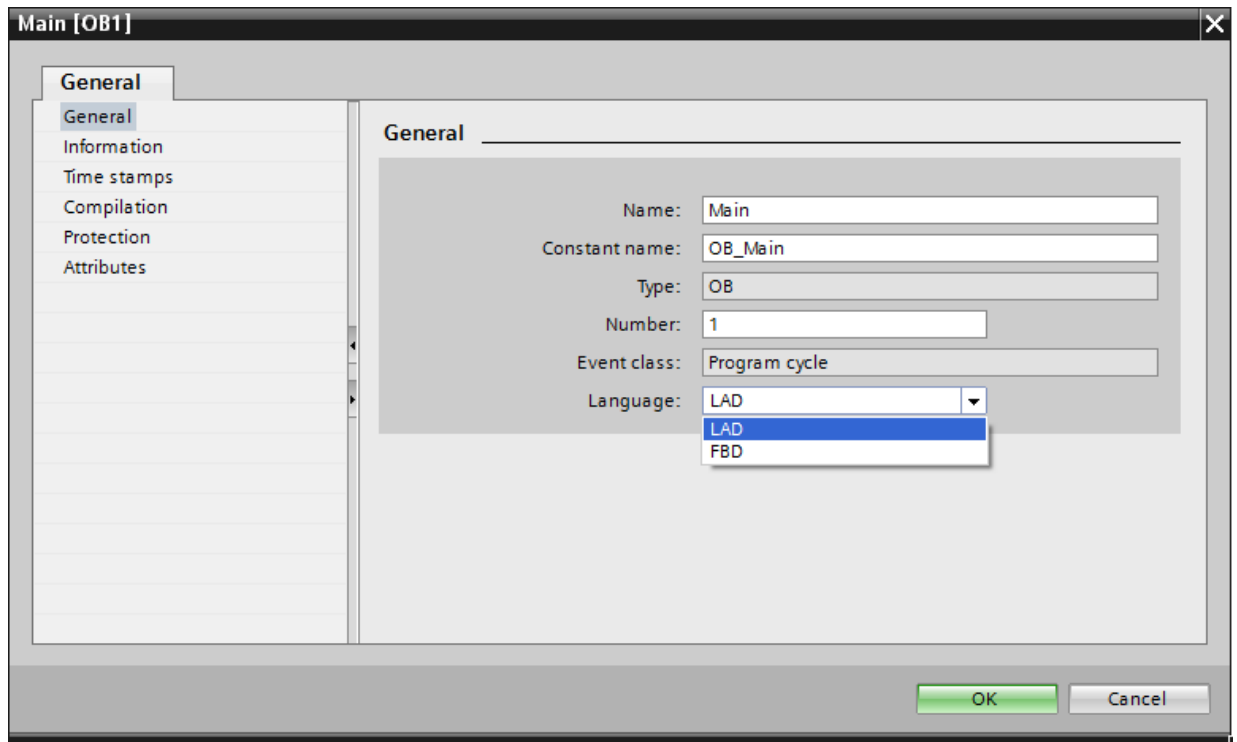 Main [OB1]
General
General
Information
Time stamps
Compilation
Protection
Attributes
General
Name: Main
Constant name: OB_Main
Type: OB
Number: 1
Event class: Program cycle
Language: LAD
LAD
FBD
OK Cancel